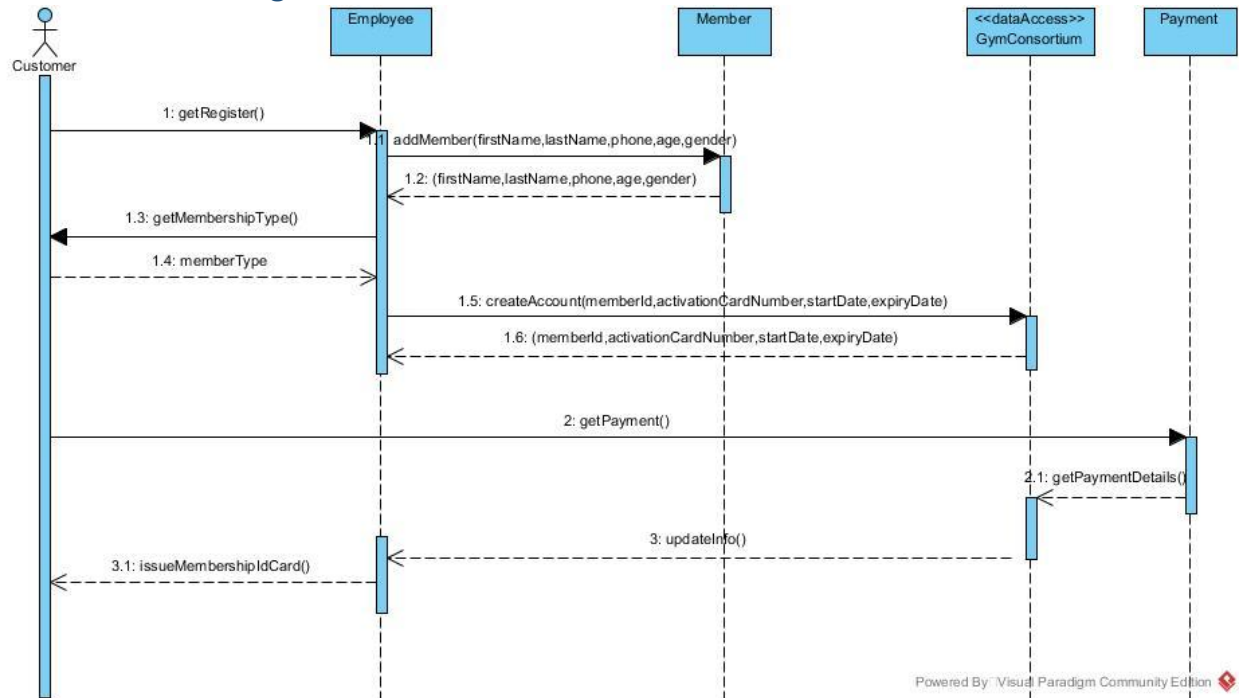 Employee
Member
<<dataAccess>>
GymConsortium
Payment
Customer
1: getRegister()
1.1: addMember(firstName,lastName,phone,age,gender)
1.2: (firstName,lastName,phone,age,gender)
1.3: getMembershipType()
1.4: memberType
1.5: createAccount(memberId,activationCardNumber,startDate,expiryDate)
1.6: (memberId,activationCardNumber,startDate,expiryDate)
2: getPayment()
2.1: getPaymentDetails()
3: updateInfo()
3.1: issueMembershipIdCard()
Powered By Visual Paradigm Community Edition